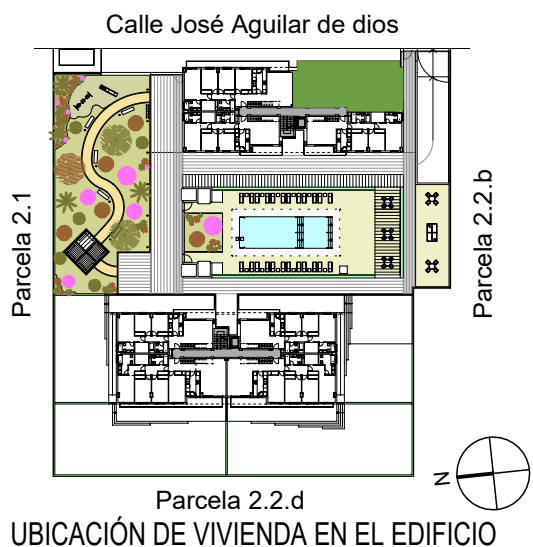 Calle José Aguilar de dios
Parcela 2.1
Parcela 2.2.b
Parcela 2.2.d
N
UBICACIÓN DE VIVIENDA EN EL EDIFICIO